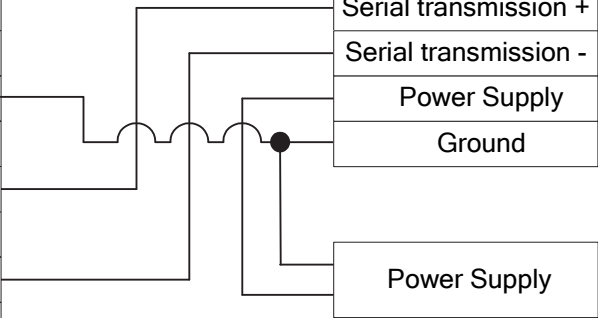 Serial transmission +
Serial transmission -
Power Supply
Ground
Power Supply